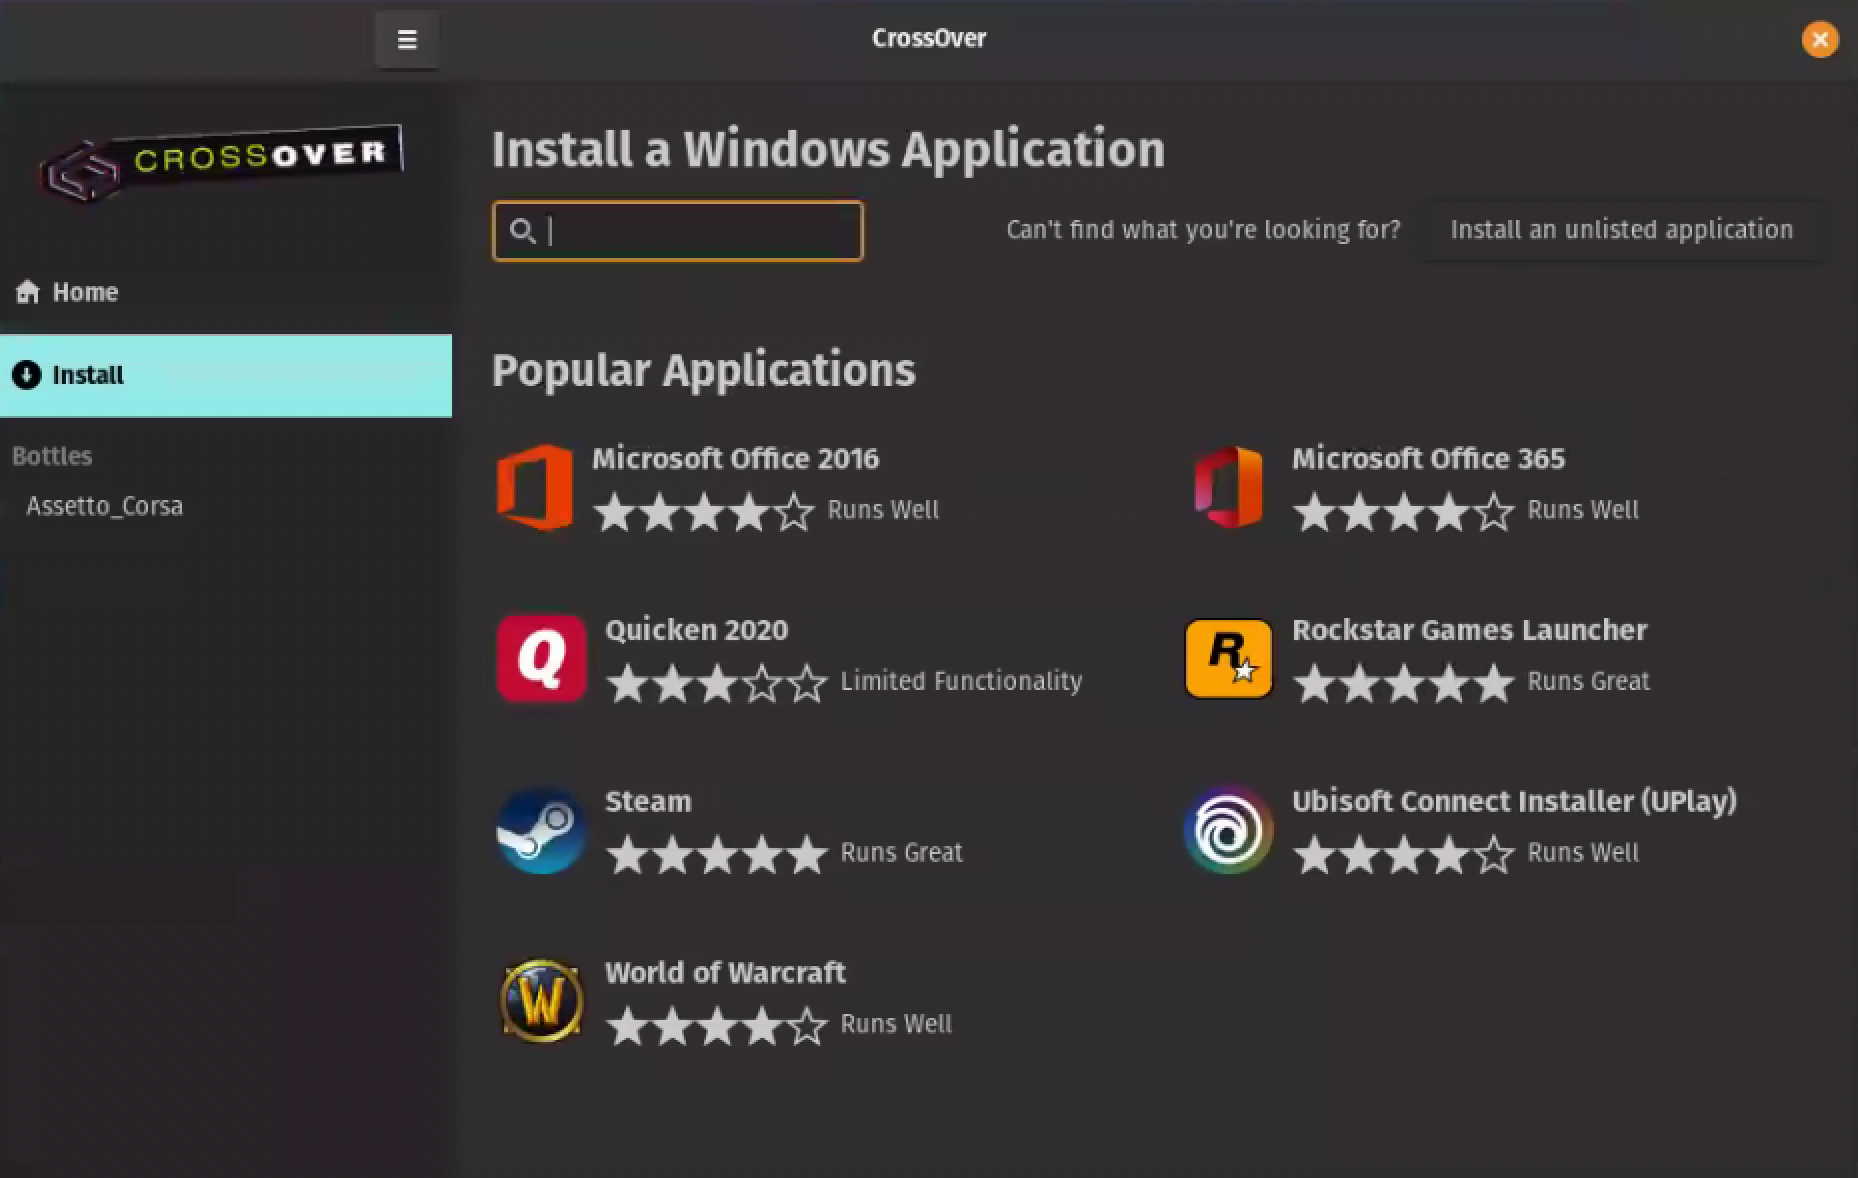 CrossOver
CROSSOVER
Home
Install
Bottles
Assetto_Corsa
Install a Windows Application
Can't find what you're looking for? Install an unlisted application
Popular Applications
Microsoft Office 2016
Runs Well
Microsoft Office 365
Runs Well
Quicken 2020
Limited Functionality
Rockstar Games Launcher
Runs Great
Steam
Runs Great
Ubisoft Connect Installer (UPlay)
Runs Well
World of Warcraft
Runs Well